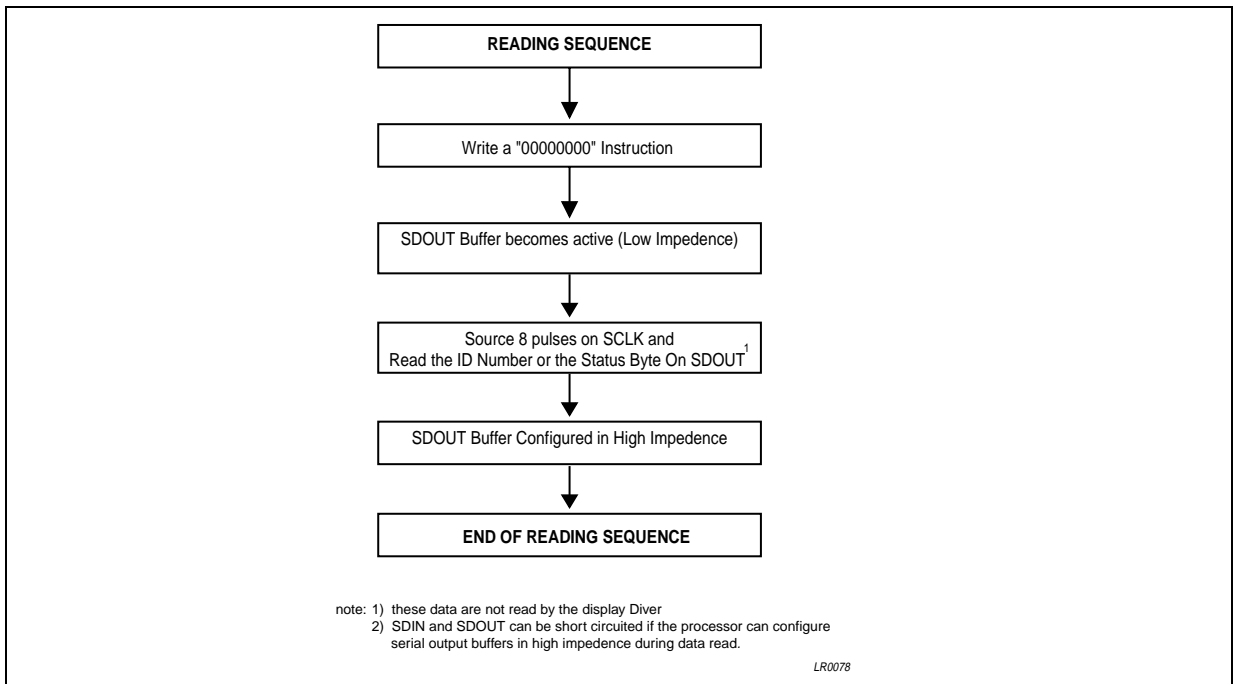 READING SEQUENCE
Write a "00000000" Instruction
SDOUT Buffer becomes active (Low Impedence)
Source 8 pulses on SCLK and
Read the ID Number or the Status Byte On SDOUT1
SDOUT Buffer Configured in High Impedence
END OF READING SEQUENCE
note: 1) these data are not read by the display Diver
2) SDIN and SDOUT can be short circuited if the processor can configure
serial output buffers in high impedence during data read.
LR0078